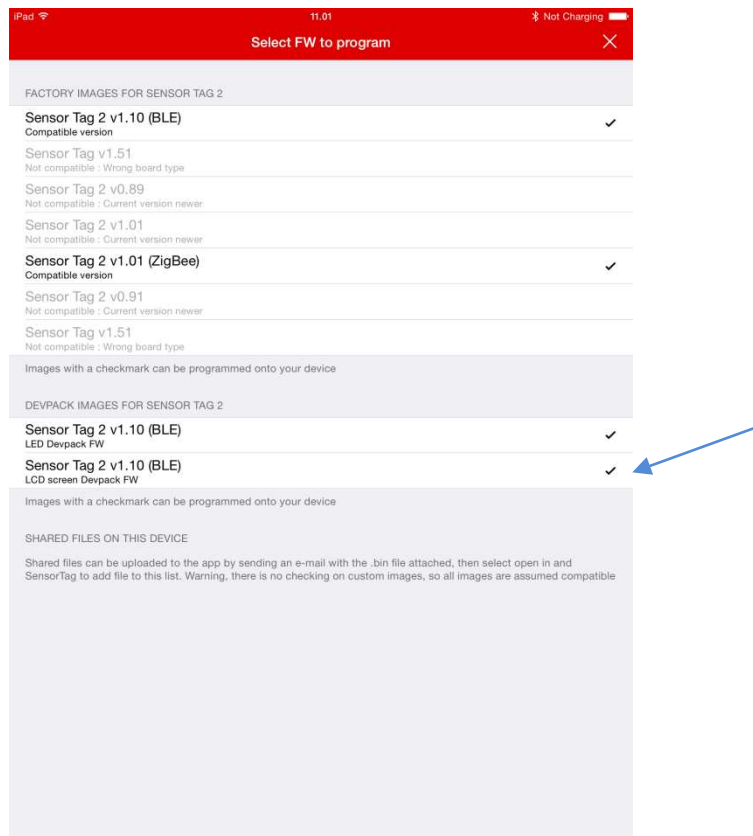 iPad 11.01 Not Charging
Select FW to program
FACTORY IMAGES FOR SENSOR TAG 2
Sensor Tag 2 v1.10 (BLE)
Compatible version
Sensor Tag v1.51
Not compatible : Wrong board type
Sensor Tag 2 v0.89
Not compatible : Current version newer
Sensor Tag 2 v1.01
Not compatible : Current version newer
Sensor Tag 2 v1.01 (ZigBee)
Compatible version
Sensor Tag 2 v0.91
Not compatible : Current version newer
Sensor Tag v1.51
Not compatible : Wrong board type
Images with a checkmark can be programmed onto your device
DEVPACK IMAGES FOR SENSOR TAG 2
Sensor Tag 2 v1.10 (BLE)
LED Devpack FW
Sensor Tag 2 v1.10 (BLE)
LCD screen Devpack FW
Images with a checkmark can be programmed onto your device
SHARED FILES ON THIS DEVICE
Shared files can be uploaded to the app by sending an e-mail with the .bin file attached, then select open in and
SensorTag to add file to this list. Warning, there is no checking on custom images, so all images are assumed compatible